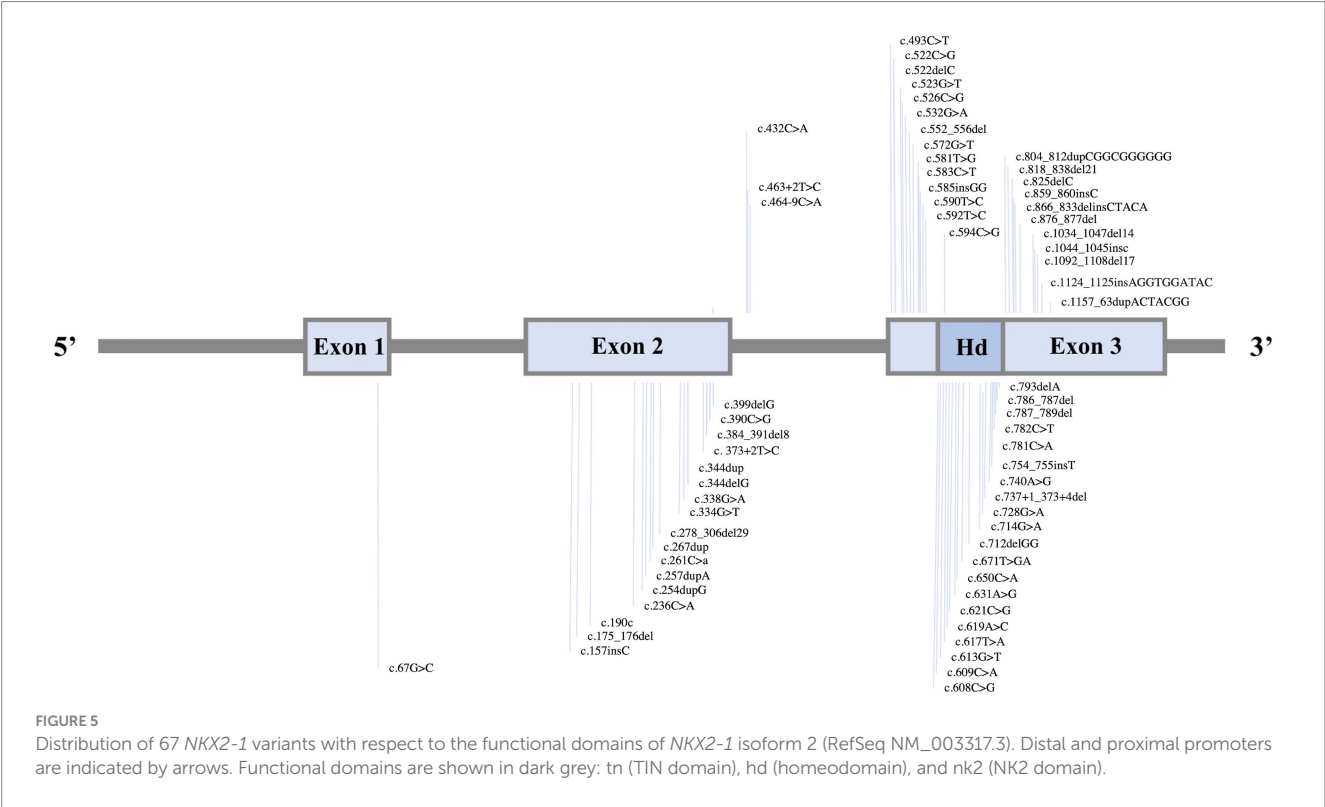 c.493C>T
c.522C>G
c.522delC
c.523G>T
c.526C>G
c.532G>A
c.552_556del
c.572G>T
c.581T>G
c.583C>T
c.585insGG
c.590T>C
c.592T>C
c.594C>G
c.432C>A
c.463+2T>C
c.464-9C>A
c.804_812dupCGGCGGGGGG
c.818_838del21
c.825delC
c.859_860insC
c.866_833delinsCTACA
c.876_877del
c.1034_1047del14
c.1044_1045insc
c.1092_1108del17
c.1124_1125insAGGTGGATAC
c.1157_63dupACTACGG
5’ Exon 1 Exon 2 Hd Exon 3 3’
c.399delG
c.390C>G
c.384_391del8
c. 373+2T>C
c.344dup
c.344delG
c.338G>A
c.334G>T
c.278_306del29
c.267dup
c.261C>a
c.257dupA
c.254dupG
c.236C>A
c.190c
c.175_176del
c.157insC
c.67G>C
c.793delA
c.786_787del
c.787_789del
c.782C>T
c.781C>A
c.754_755insT
c.740A>G
c.737+1_373+4del
c.728G>A
c.714G>A
c.712delGG
c.671T>GA
c.650C>A
c.631A>G
c.621C>G
c.619A>C
c.617T>A
c.613G>T
c.609C>A
c.608C>G
FIGURE 5
Distribution of 67 NKX2-1 variants with respect to the functional domains of NKX2-1 isoform 2 (RefSeq NM_003317.3). Distal and proximal promoters
are indicated by arrows. Functional domains are shown in dark grey: tn (TIN domain), hd (homeodomain), and nk2 (NK2 domain).